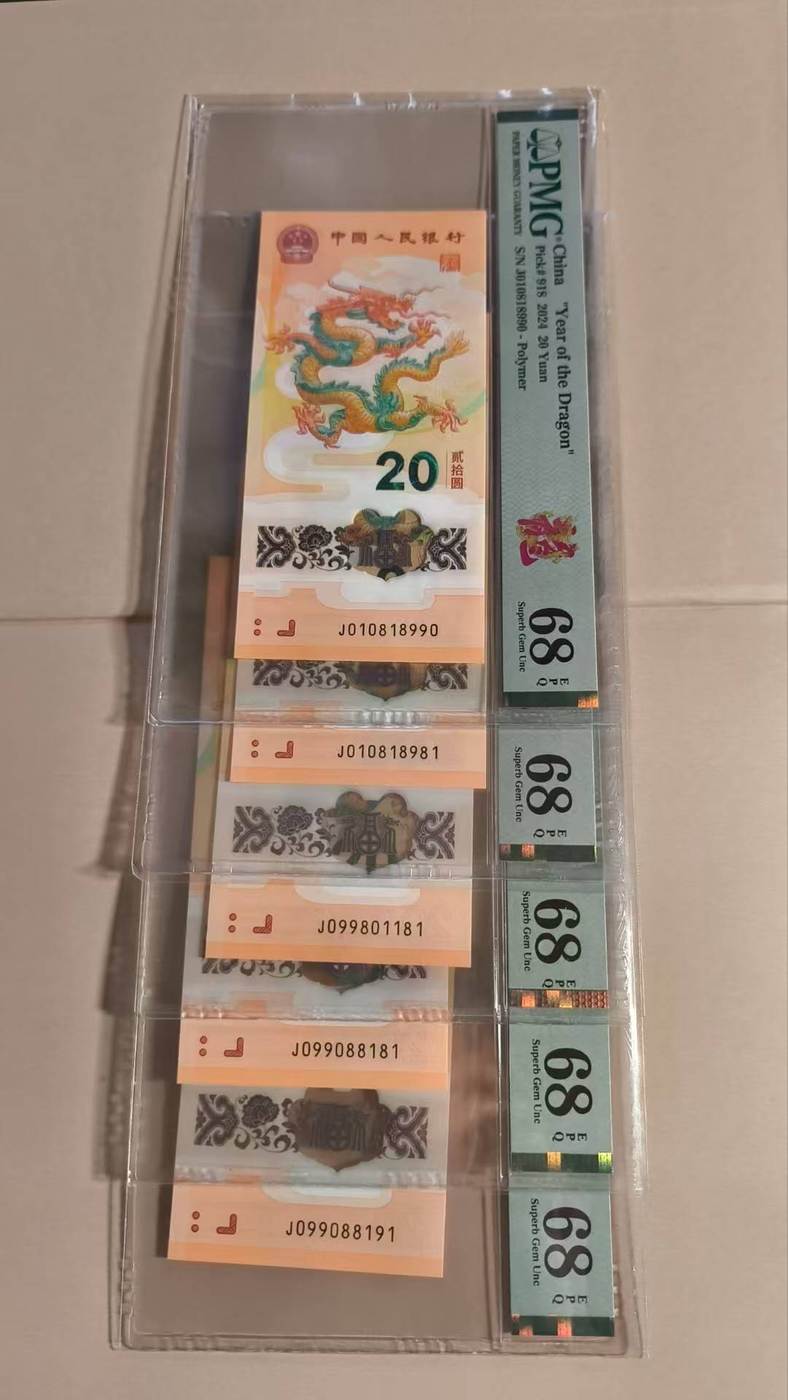 中国人民银行
20
贰拾圆
J010818990
PMG
PAPER MONEY GUARANTY
China "Year of the Dragon"
Pick# 918 2024 20 Yuan
S/N J010818990 - Polymer
68 EPQ
Superb Gem Unc
J010818981
68 EPQ
Superb Gem Unc
J099801181
68 EPQ
Superb Gem Unc
J099088181
68 EPQ
Superb Gem Unc
J099088191
68 EPQ
Superb Gem Unc